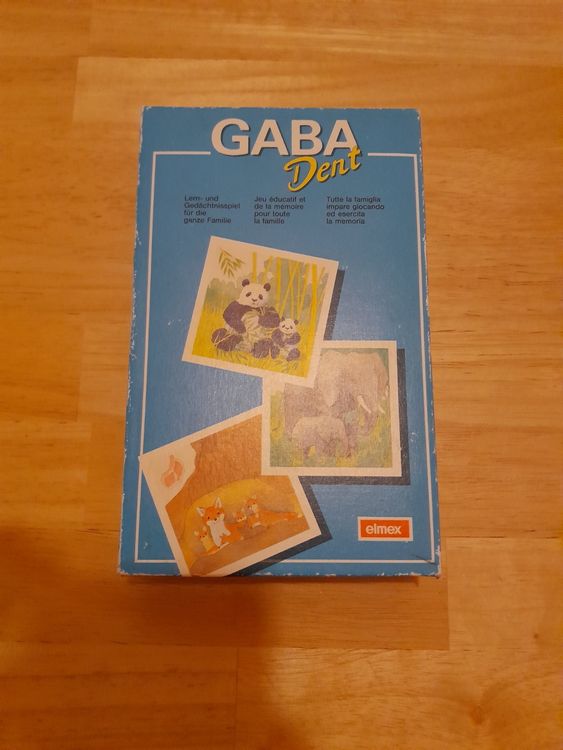 GABA
Dent
Lern- und
Gedächtnisspiel
für die
ganze Familie
Jeu éducatif et
de la mémoire
pour toute
la famille
Tutte la famiglia
impare giocando
ed esercita
la memoria
elmex